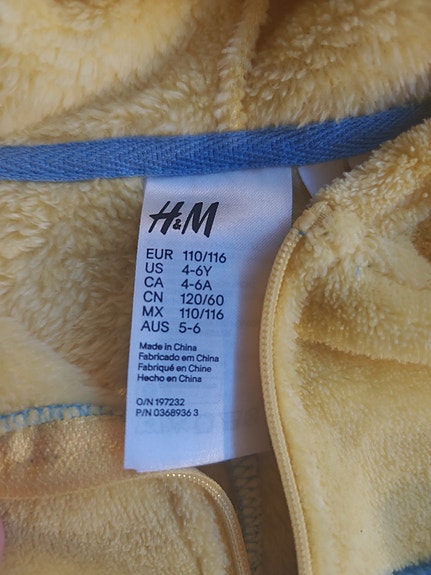 H&M
EUR 110/116
US 4-6Y
CA 4-6A
CN 120/60
MX 110/116
AUS 5-6
Made in China
Fabricado em China
Fabriqué en Chine
Hecho en China
O/N 197232
P/N 0368936 3